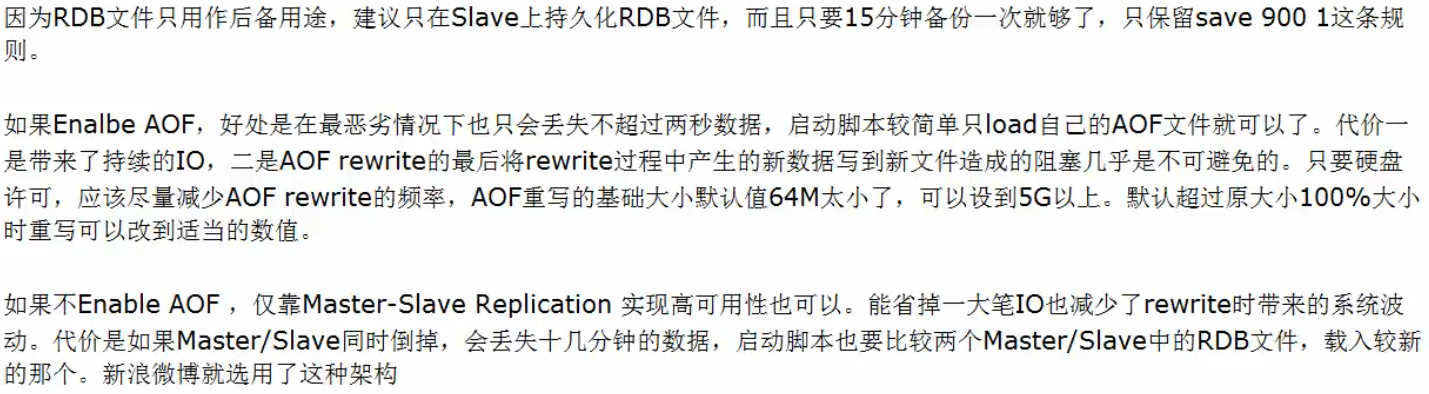 因为RDB文件只用作后备用途，建议只在Slave上持久化RDB文件，而且只要15分钟备份一次就够了，只保留save 900 1这条规
则。
如果Enalbe AOF，好处是在最恶劣情况下也只会丢失不超过两秒数据，启动脚本较简单只load自己的AOF文件就可以了。代价一
是带来了持续的IO，二是AOF rewrite的最后将rewrite过程中产生的新数据写到新文件造成的阻塞几乎是不可避免的。只要硬盘
许可，应该尽量减少AOF rewrite的频率，AOF重写的基础大小默认值64M太小了，可以设到5G以上。默认超过原大小100%大小
时重写可以改到适当的数值。
如果不Enable AOF ，仅靠Master-Slave Replication 实现高可用性也可以。能省掉一大笔IO也减少了rewrite时带来的系统波
动。代价是如果Master/Slave同时倒掉，会丢失十几分钟的数据，启动脚本也要比较两个Master/Slave中的RDB文件，载入较新
的那个。新浪微博就选用了这种架构